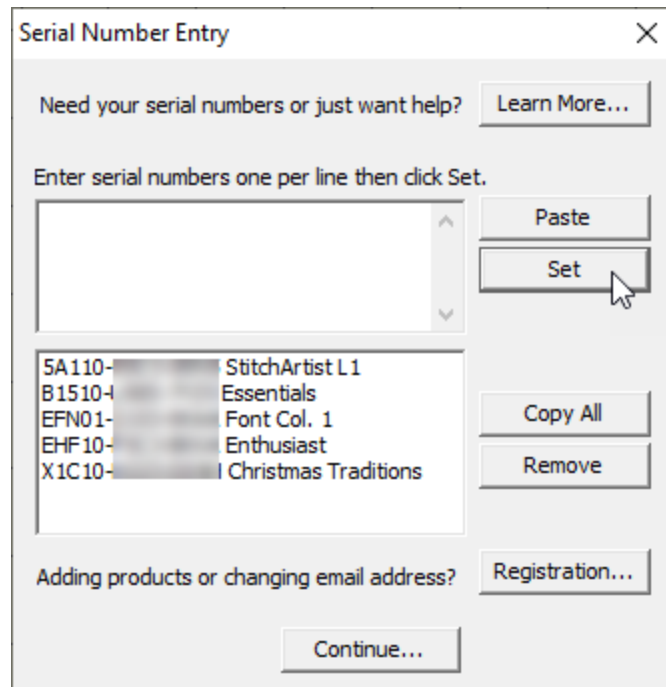 Serial Number Entry
Need your serial numbers or just want help?
Learn More...
Enter serial numbers one per line then click Set.
Paste
Set
5A110- StitchArtist L1
B1510- Essentials
EFN01- Font Col. 1
EHF10- Enthusiast
X1C10- Christmas Traditions
Copy All
Remove
Adding products or changing email address?
Registration...
Continue...